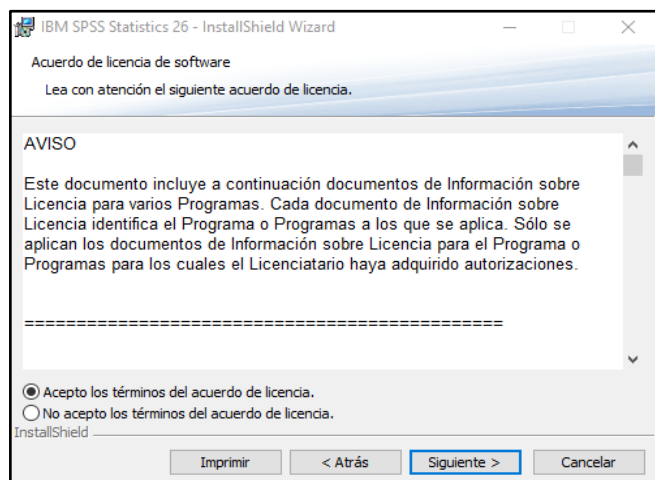 IBM SPSS Statistics 26 - InstallShield Wizard
Acuerdo de licencia de software
Lea con atención el siguiente acuerdo de licencia.
AVISO
Este documento incluye a continuación documentos de Información sobre
Licencia para varios Programas. Cada documento de Información sobre
Licencia identifica el Programa o Programas a los que se aplica. Sólo se
aplican los documentos de Información sobre Licencia para el Programa o
Programas para los cuales el Licenciatario haya adquirido autorizaciones.
==============================================
Acepto los términos del acuerdo de licencia.
No acepto los términos del acuerdo de licencia.
InstallShield
Imprimir < Atrás Siguiente > Cancelar